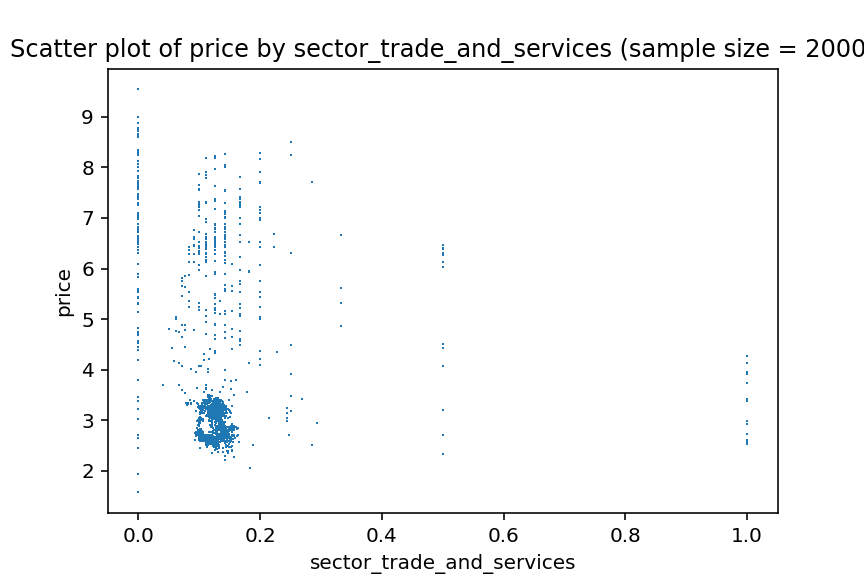 Scatter plot of price by sector_trade_and_services (sample size = 2000
9
8
7
6
5
4
3
2
price
0.0 0.2 0.4 0.6 0.8 1.0
sector_trade_and_services